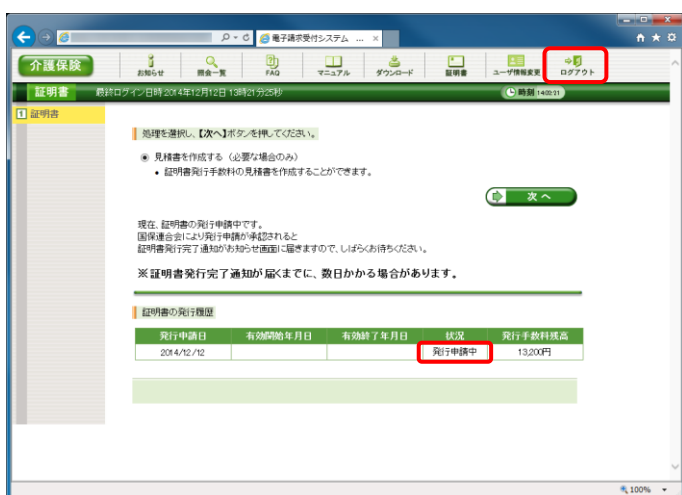 電子請求受付システム ...
介護保険
お知らせ
照会一覧
FAQ
マニュアル
ダウンロード
証明書
ユーザ情報変更
ログアウト
証明書
最終ログイン日時 2014年12月12日 13時21分25秒
時刻 14:09:21
1 証明書
処理を選択し、【次へ】ボタンを押してください。
見積書を作成する（必要な場合のみ）
• 証明書発行手数料の見積書を作成することができます。
次へ
現在、証明書の発行申請中です。
国保連合会により発行申請が承認されると
証明書発行完了通知がお知らせ画面に届きますので、しばらくお待ちください。
※証明書発行完了通知が届くまでに、数日かかる場合があります。
証明書の発行履歴
発行申請日 有効開始年月日 有効終了年月日 状況 発行手数料残高
2014/12/12 発行申請中 13,200円
100%